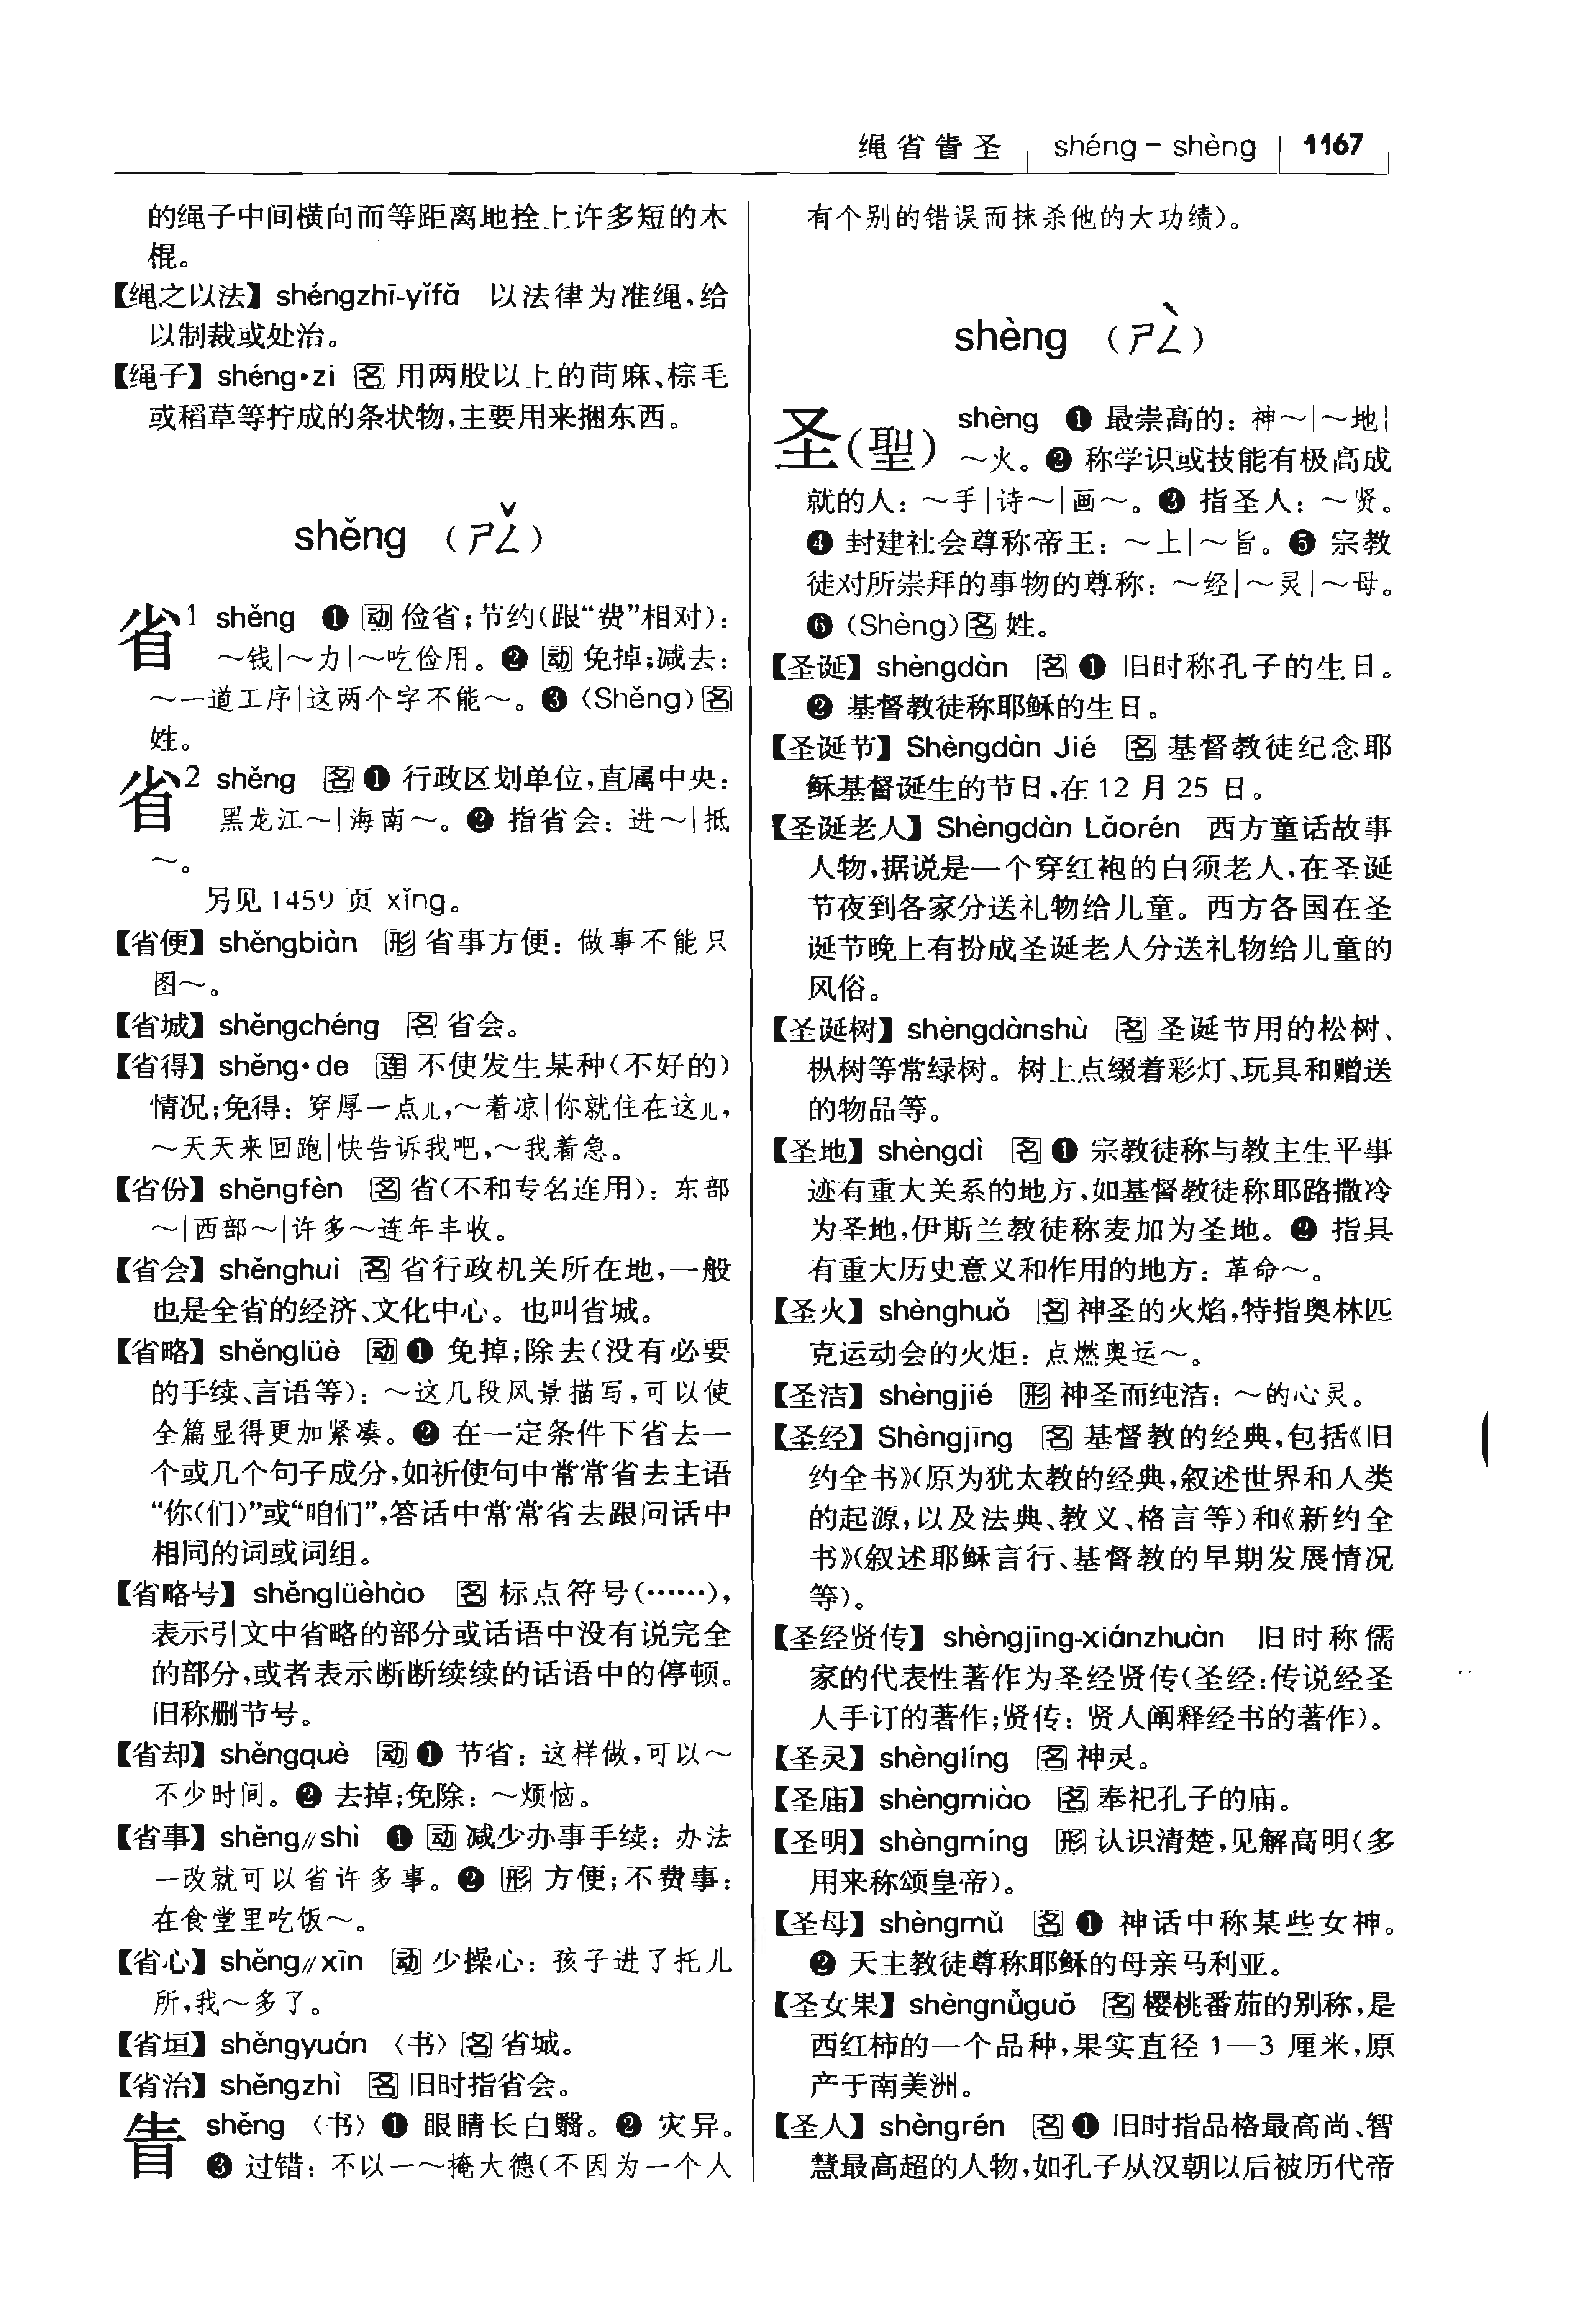 绳省眚圣 shéng－shèng 1167
的绳子中间横向而等距离地拴上许多短的木
棍。
【绳之以法】shéngzhī-yǐfǎ 以法律为准绳，给
以制裁或处治。
【绳子】shéng·zi 名 用两股以上的苘麻、棕毛
或稻草等拧成的条状物，主要用来捆东西。
shěng （ㄕㄥˇ）
省1 shěng ❶ 动 俭省；节约（跟“费”相对）：
～钱｜～力｜～吃俭用。❷ 动 免掉；减去：
～一道工序｜这两个字不能～。❸（Shěng）名
姓。
省2 shěng 名 ❶ 行政区划单位，直属中央：
黑龙江～｜海南～。❷ 指省会：进～｜抵
～。
另见 1459 页 xǐng。
【省便】shěngbiàn 形 省事方便：做事不能只
图～。
【省城】shěngchéng 名 省会。
【省得】shěng·de 连 不使发生某种（不好的）
情况；免得：穿厚一点儿，～着凉｜你就住在这儿，
～天天来回跑｜快告诉我吧，～我着急。
【省份】shěngfèn 名 省（不和专名连用）：东部
～｜西部～｜许多～连年丰收。
【省会】shěnghuì 名 省行政机关所在地，一般
也是全省的经济、文化中心。也叫省城。
【省略】shěnglüè 动 ❶ 免掉；除去（没有必要
的手续、言语等）：～这几段风景描写，可以使
全篇显得更加紧凑。❷ 在一定条件下省去一
个或几个句子成分，如祈使句中常常省去主语
“你（们）”或“咱们”，答话中常常省去跟问话中
相同的词或词组。
【省略号】shěnglüèhào 名 标点符号（……），
表示引文中省略的部分或话语中没有说完全
的部分，或者表示断断续续的话语中的停顿。
旧称删节号。
【省却】shěngquè 动 ❶ 节省：这样做，可以～
不少时间。❷ 去掉；免除：～烦恼。
【省事】shěng//shì ❶ 动 减少办事手续：办法
一改就可以省许多事。❷ 形 方便；不费事：
在食堂里吃饭～。
【省心】shěng//xīn 动 少操心：孩子进了托儿
所，我～多了。
【省垣】shěngyuán 〈书〉名 省城。
【省治】shěngzhì 名 旧时指省会。
眚 shěng 〈书〉❶ 眼睛长白翳。❷ 灾异。
❸ 过错：不以一～掩大德（不因为一个人
有个别的错误而抹杀他的大功绩）。
shèng （ㄕㄥˋ）
圣（聖） shèng ❶ 最崇高的：神～｜～地｜
～火。❷ 称学识或技能有极高成
就的人：～手｜诗～｜画～。❸ 指圣人：～贤。
❹ 封建社会尊称帝王：～上｜～旨。❺ 宗教
徒对所崇拜的事物的尊称：～经｜～灵｜～母。
❻（Shèng）名 姓。
【圣诞】shèngdàn 名 ❶ 旧时称孔子的生日。
❷ 基督教徒称耶稣的生日。
【圣诞节】Shèngdàn Jié 名 基督教徒纪念耶
稣基督诞生的节日，在 12 月 25 日。
【圣诞老人】Shèngdàn Lǎorén 西方童话故事
人物，据说是一个穿红袍的白须老人，在圣诞
节夜到各家分送礼物给儿童。西方各国在圣
诞节晚上有扮成圣诞老人分送礼物给儿童的
风俗。
【圣诞树】shèngdànshù 名 圣诞节用的松树、
枞树等常绿树。树上点缀着彩灯、玩具和赠送
的物品等。
【圣地】shèngdì 名 ❶ 宗教徒称与教主生平事
迹有重大关系的地方，如基督教徒称耶路撒冷
为圣地，伊斯兰教徒称麦加为圣地。❷ 指具
有重大历史意义和作用的地方：革命～。
【圣火】shènghuǒ 名 神圣的火焰，特指奥林匹
克运动会的火炬：点燃奥运～。
【圣洁】shèngjié 形 神圣而纯洁：～的心灵。
【圣经】Shèngjīng 名 基督教的经典，包括《旧
约全书》（原为犹太教的经典，叙述世界和人类
的起源，以及法典、教义、格言等）和《新约全
书》（叙述耶稣言行、基督教的早期发展情况
等）。
【圣经贤传】shèngjīng-xiánzhuàn 旧时称儒
家的代表性著作为圣经贤传（圣经：传说经圣
人手订的著作；贤传：贤人阐释经书的著作）。
【圣灵】shènglíng 名 神灵。
【圣庙】shèngmiào 名 奉祀孔子的庙。
【圣明】shèngmíng 形 认识清楚，见解高明（多
用来称颂皇帝）。
【圣母】shèngmǔ 名 ❶ 神话中称某些女神。
❷ 天主教徒尊称耶稣的母亲马利亚。
【圣女果】shèngnǚguǒ 名 樱桃番茄的别称，是
西红柿的一个品种，果实直径 1—3 厘米，原
产于南美洲。
【圣人】shèngrén 名 ❶ 旧时指品格最高尚、智
慧最高超的人物，如孔子从汉朝以后被历代帝